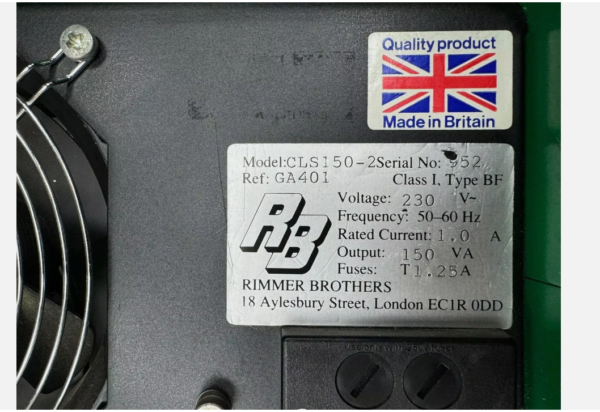 Quality product
Made in Britain
Model:CLS150-2Serial No: 952
Ref: GA401 Class I, Type BF
Voltage: 230 V~
Frequency: 50-60 Hz
Rated Current: 1.0 A
Output: 150 VA
Fuses: T1.25A
RB
RIMMER BROTHERS
18 Aylesbury Street, London EC1R 0DD